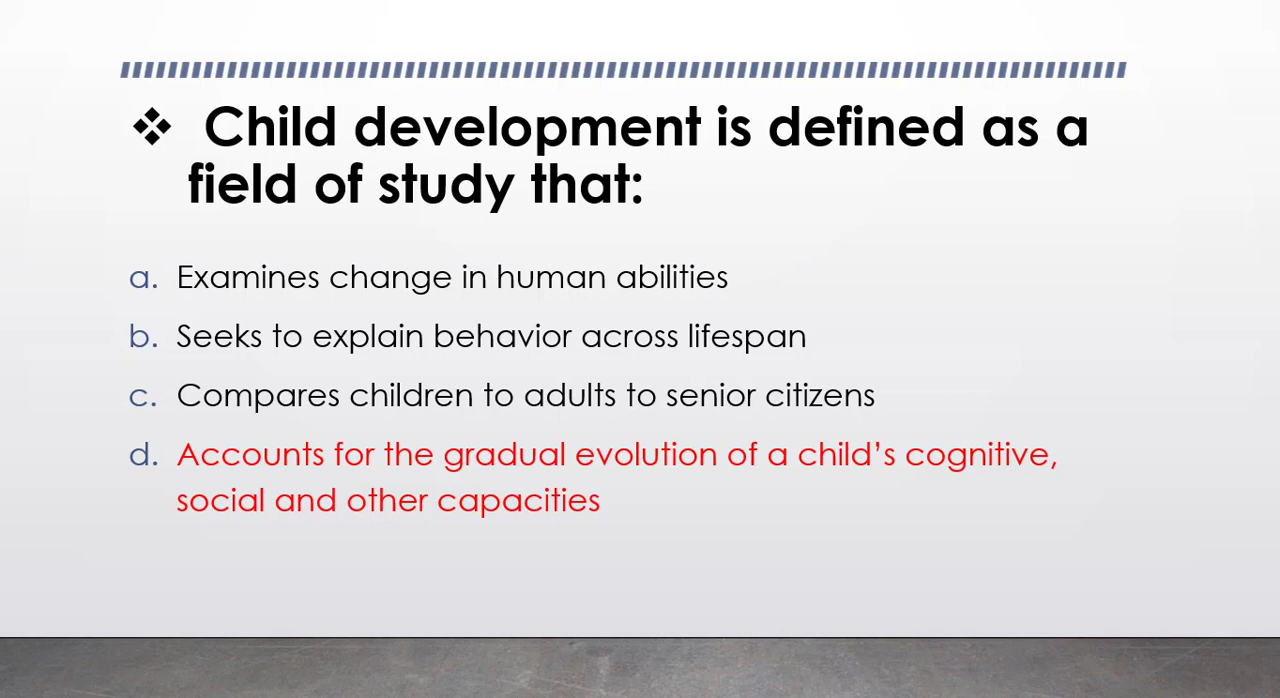 ❖ Child development is defined as a
field of study that:
a. Examines change in human abilities
b. Seeks to explain behavior across lifespan
c. Compares children to adults to senior citizens
d. Accounts for the gradual evolution of a child’s cognitive,
social and other capacities